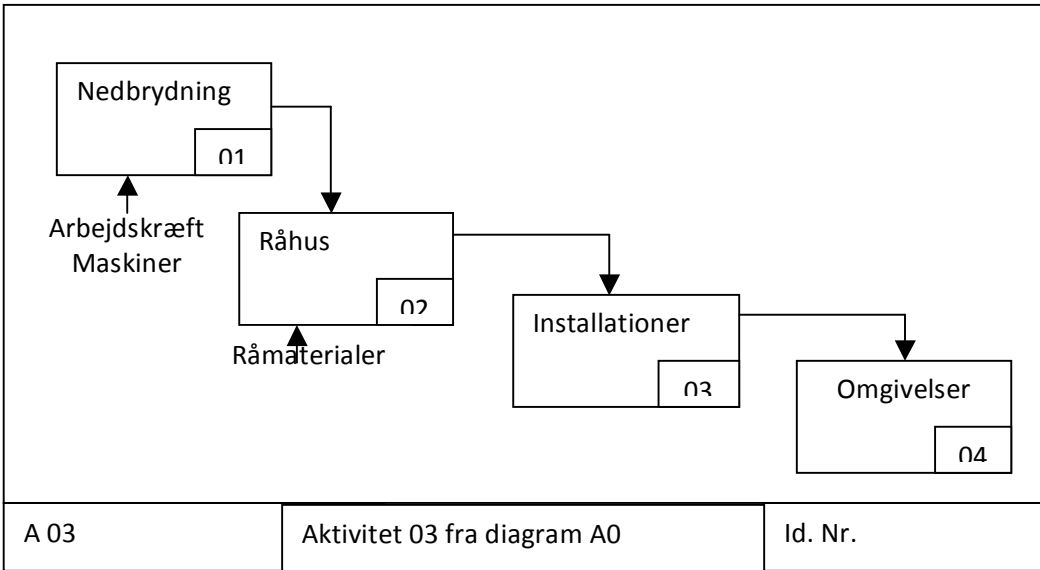 Nedbrydning
01
Arbejdskræft
Maskiner
Råhus
02
Råmaterialer
Installationer
03
Omgivelser
04
A 03
Aktivitet 03 fra diagram A0
Id. Nr.